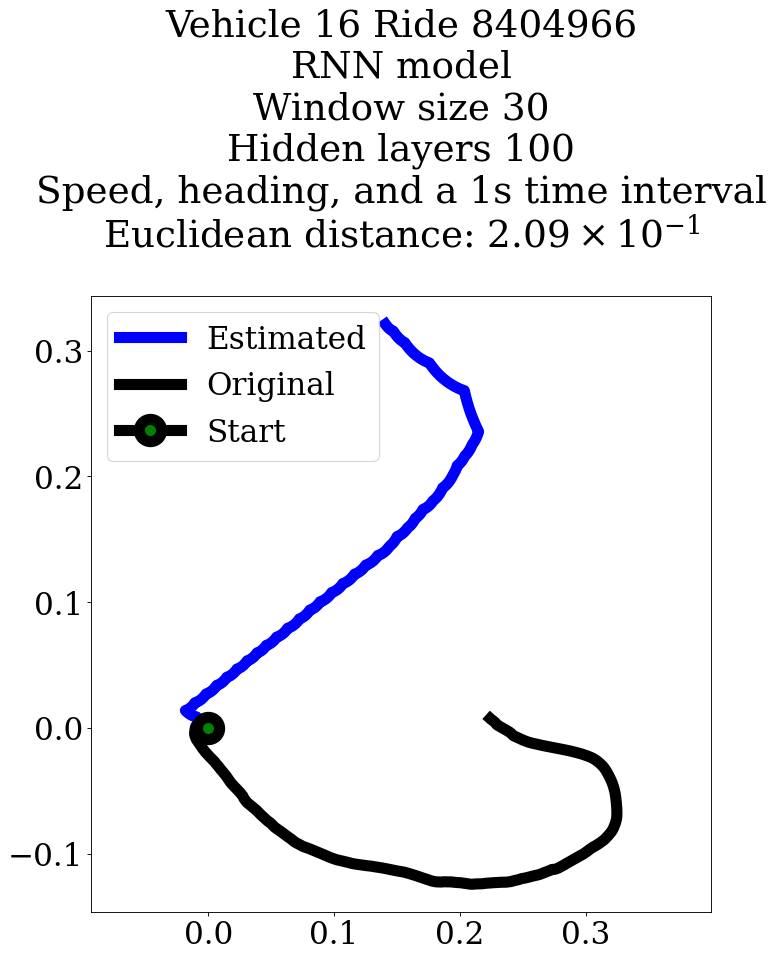 Vehicle 16 Ride 8404966
RNN model
Window size 30
Hidden layers 100
Speed, heading, and a 1s time interval
Euclidean distance: 2.09 × 10⁻¹
Estimated
Original
Start
0.3
0.2
0.1
0.0
−0.1
0.0 0.1 0.2 0.3